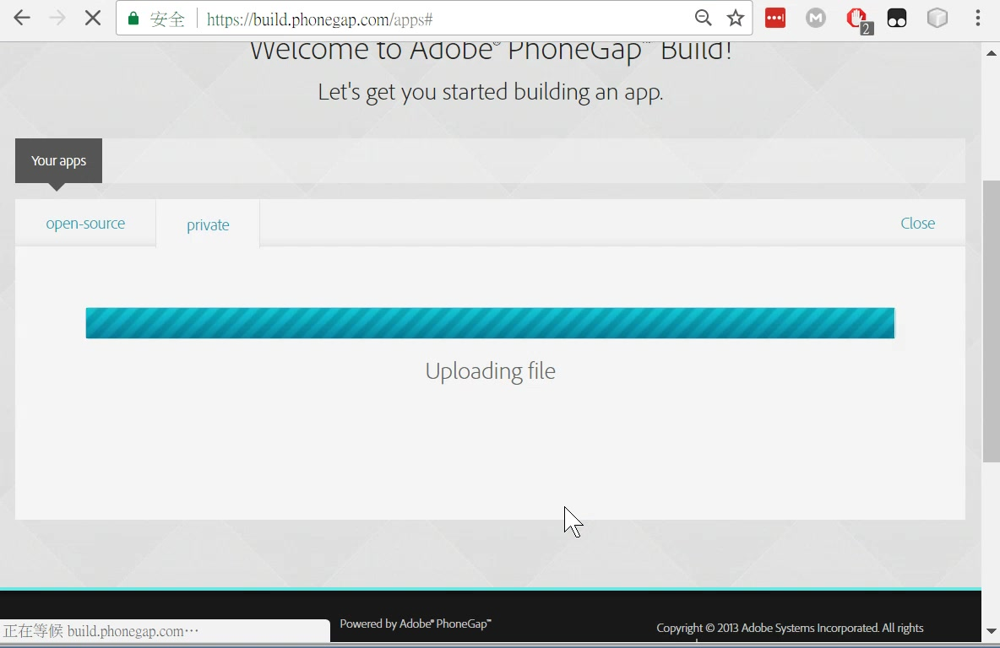 安全 https://build.phonegap.com/apps#
2
Welcome to Adobe® PhoneGap™ Build!
Let's get you started building an app.
Your apps
open-source private Close
Uploading file
正在等候 build.phonegap.com…
Powered by Adobe® PhoneGap™
Copyright © 2013 Adobe Systems Incorporated. All rights